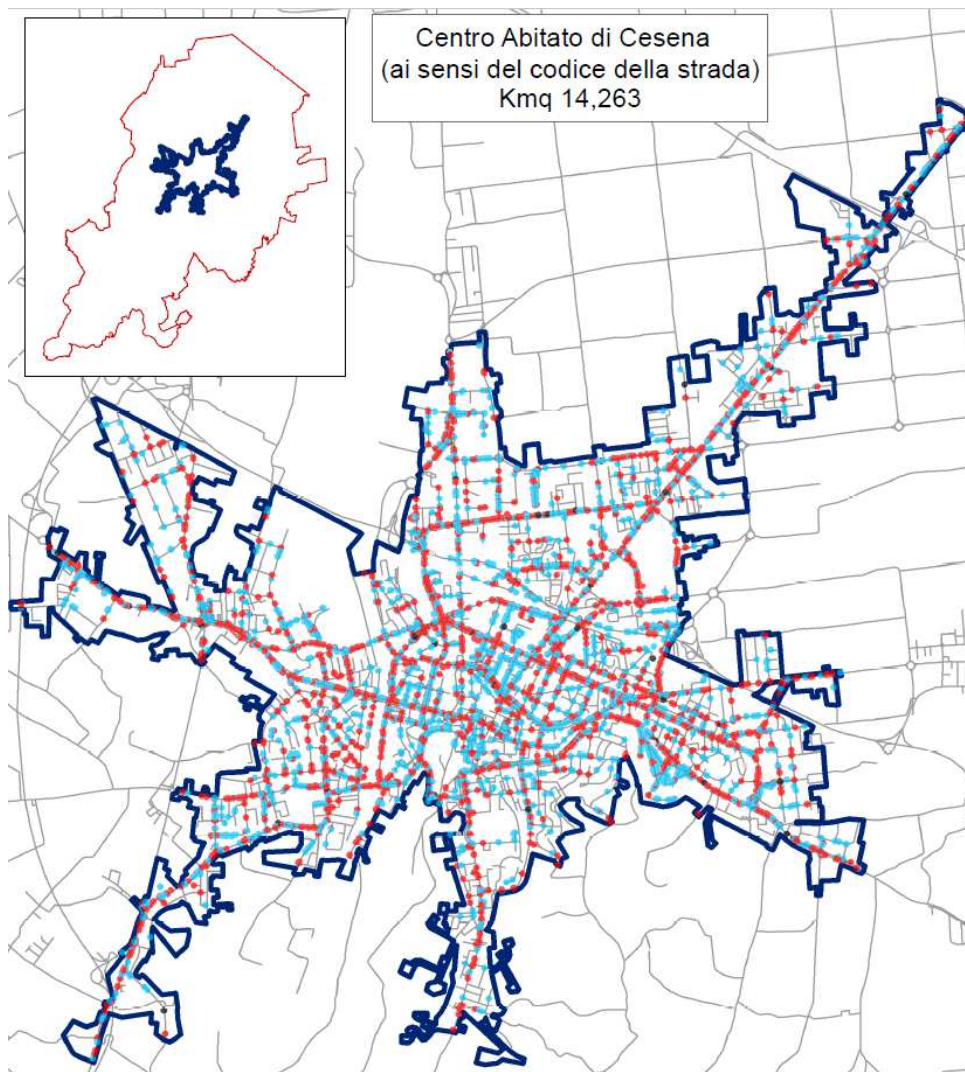 Centro Abitato di Cesena
(ai sensi del codice della strada)
Kmq 14,263